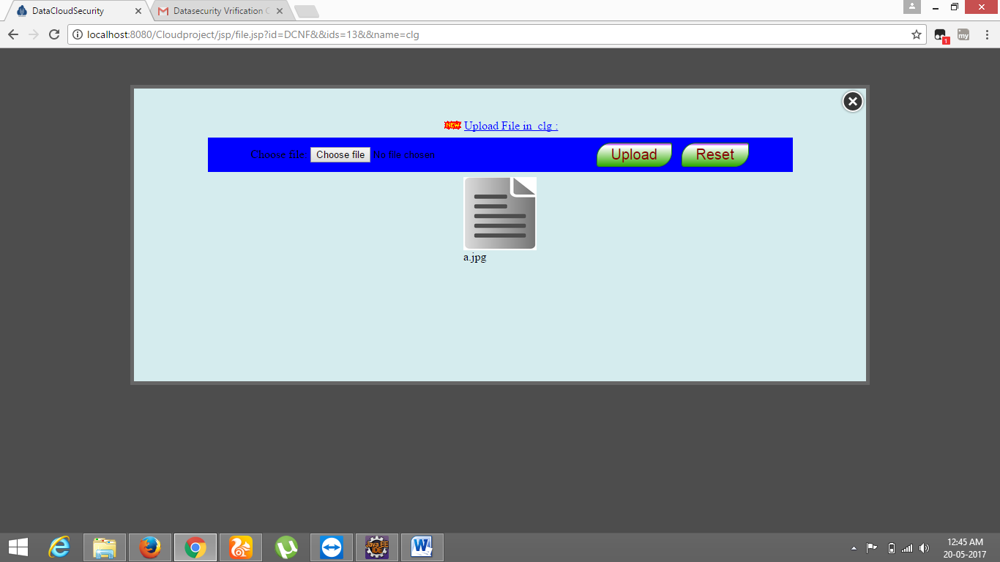 DataCloudSecurity
Datasecurity Vrification
localhost:8080/Cloudproject/jsp/file.jsp?id=DCNF&&ids=13&&name=clg
1
my
NEW Upload File in clg :
Choose file: Choose file No file chosen
Upload
Reset
a.jpg
Java EE
IDE
W
12:45 AM
20-05-2017